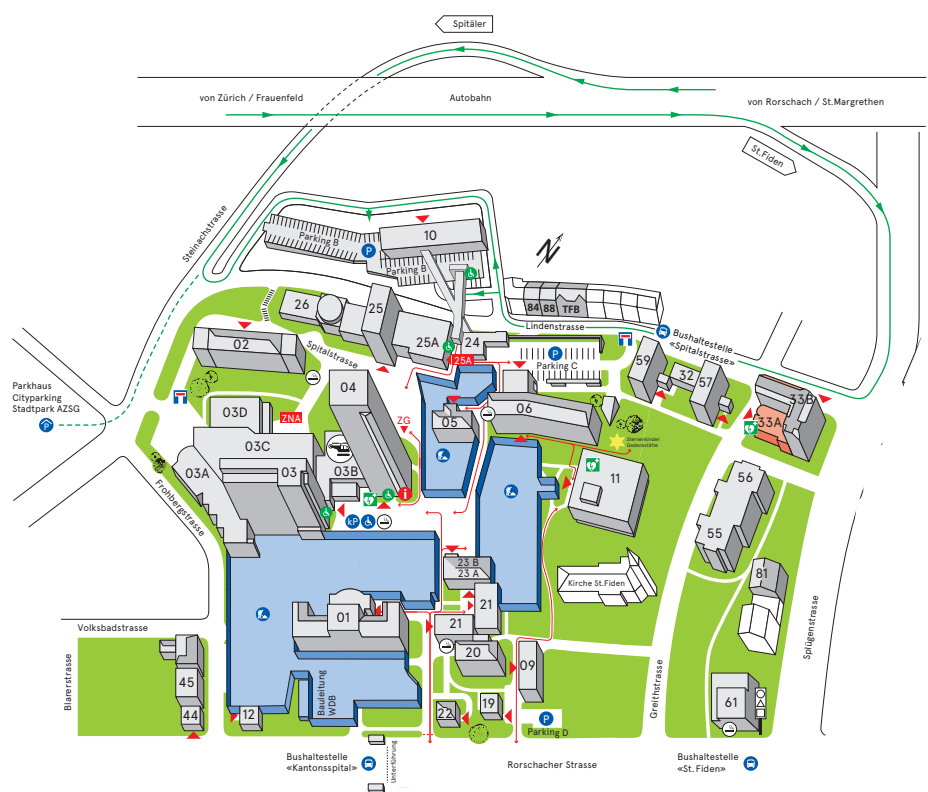 Spitäler
von Zürich / Frauenfeld
Autobahn
von Rorschach / St.Margrethen
St.Fiden
Steinachstrasse
Parking B
P
10
Parking B
N
26
25
84
88
TFB
Lindenstrasse
Bushaltestelle
«Spitalstrasse»
02
Spitalstrasse
25A
24
25A
P
Parking C
59
32
57
33B
33A
Parkhaus
Cityparking
Stadtpark AZSG
P
04
03D
ZNA
ZG
05
06
Sternenkinder
Gedenkstätte
03C
03A
03
03B
i
kP
11
56
55
Frohbergstrasse
23 B
23 A
Kirche St.Fiden
81
01
21
21
20
09
Volksbadstrasse
Blarerstrasse
45
44
12
Bauleitung
WDB
22
19
P
Parking D
Greithstrasse
Splügenstrasse
61
Bushaltestelle
«Kantonsspital»
Unterführung
Rorschacher Strasse
Bushaltestelle
«St. Fiden»